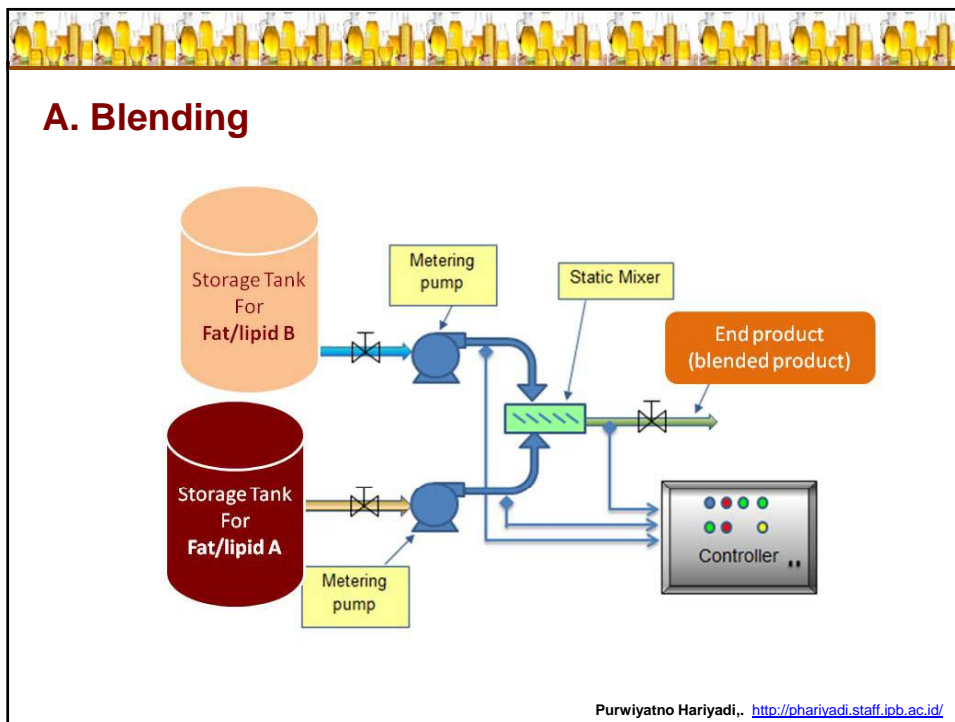 A. Blending
Storage Tank
For
Fat/lipid B
Metering
pump
Static Mixer
End product
(blended product)
Storage Tank
For
Fat/lipid A
Metering
pump
Controller
Purwiyatno Hariyadi,. http://phariyadi.staff.ipb.ac.id/